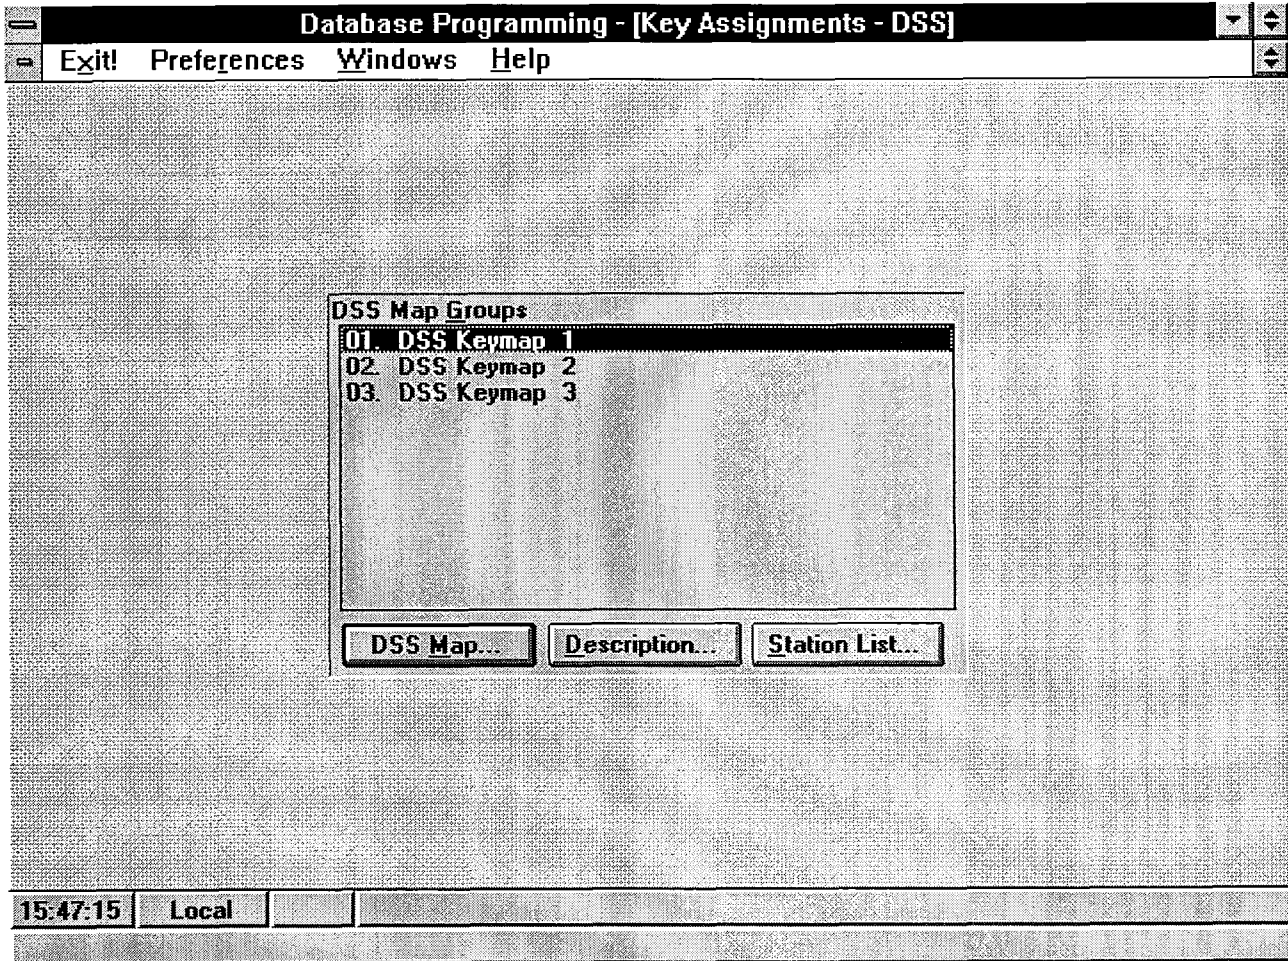 Database Programming - [Key Assignments - DSS]
Exit! Preferences Windows Help
DSS Map Groups
01. DSS Keymap 1
02. DSS Keymap 2
03. DSS Keymap 3
DSS Map... Description... Station List...
15:47:15 Local